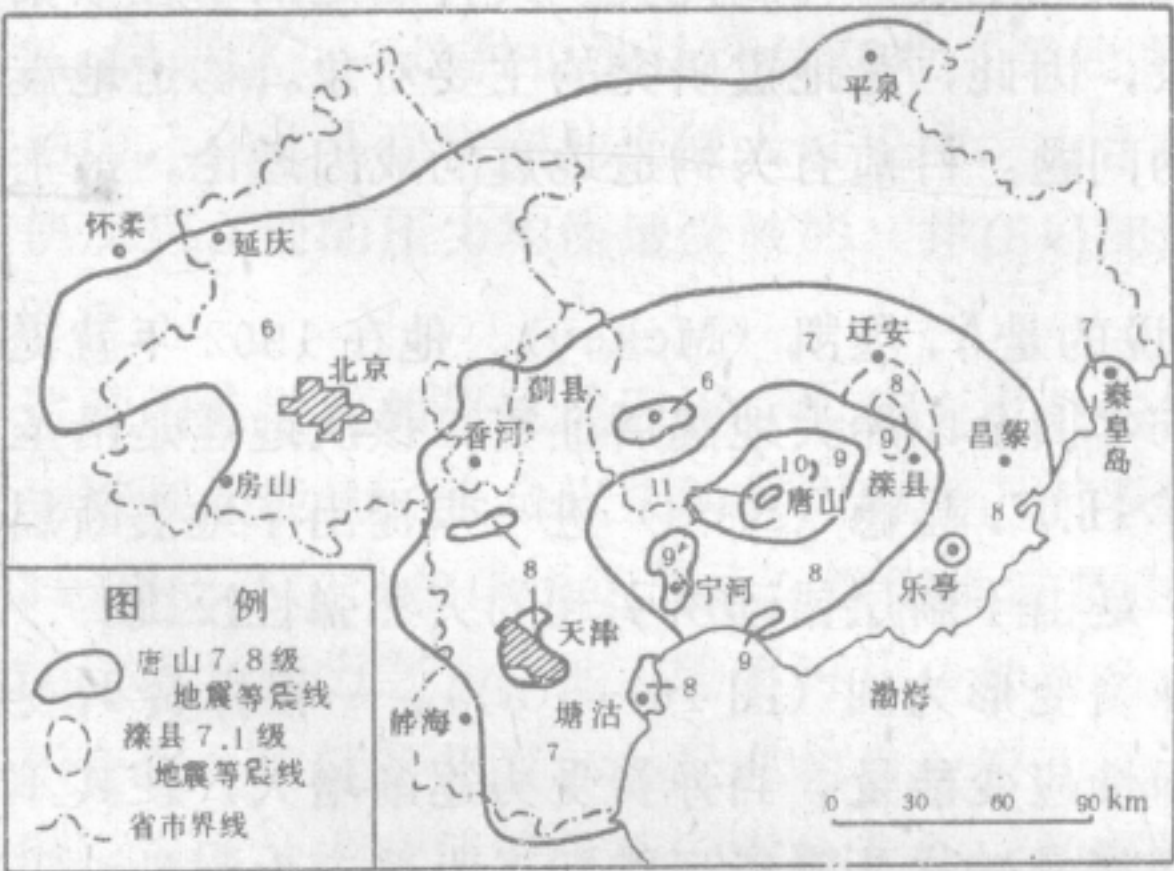 平泉
怀柔
延庆
6
北京
7
迁安
7
秦皇岛
蓟县
6
8
香河
9
昌黎
10
9
滦县
房山
11
唐山
8
9
宁河
8
乐亭
8
天津
9
塘沽
8
渤海
静海
7
图 例
唐山7.8级
地震等震线
滦县7.1级
地震等震线
省市界线
0 30 60 90 km